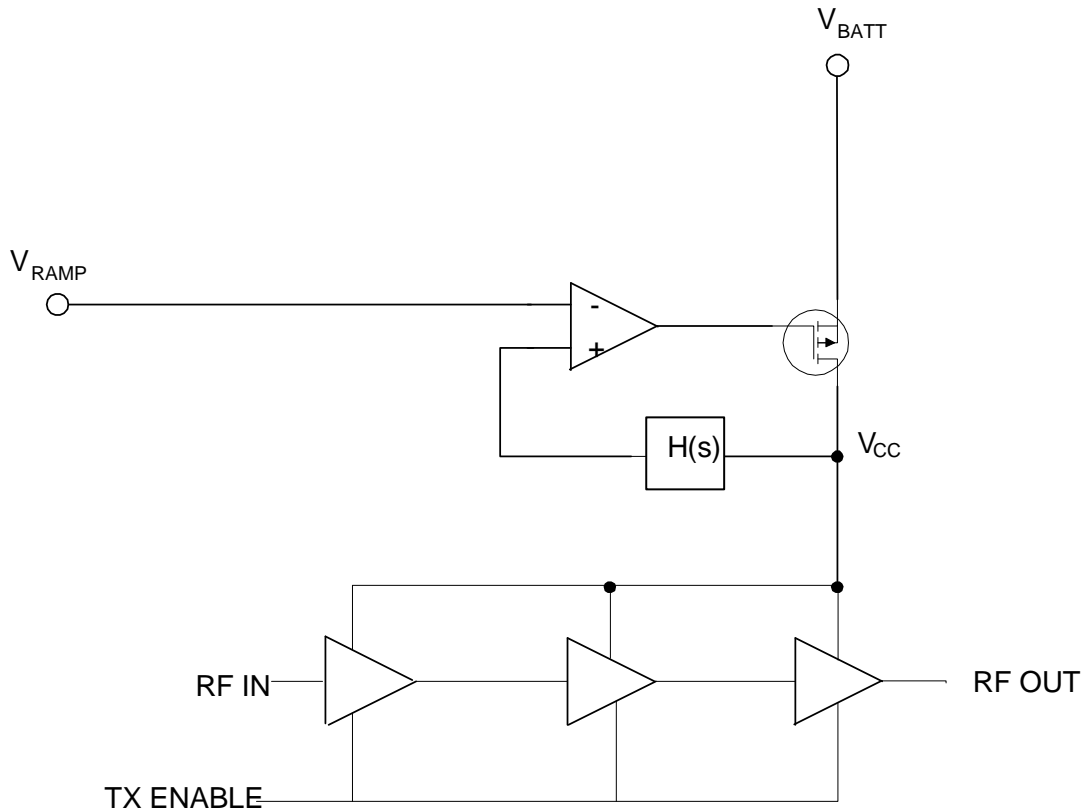 VBATT
VRAMP
-
+
H(s)
VCC
RF IN
RF OUT
TX ENABLE